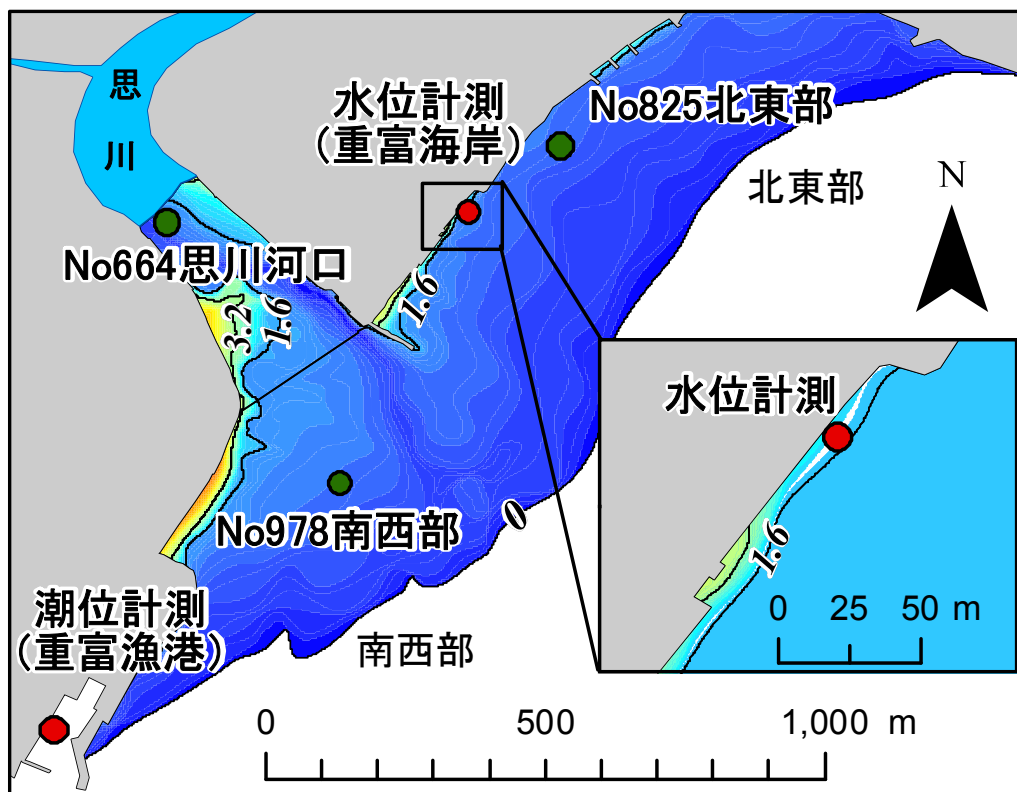 思
川
水位計測
（重富海岸）
No825北東部
北東部
N
No664思川河口
3.2
1.6
1.6
水位計測
1.6
0 25 50 m
No978南西部
0
潮位計測
（重富漁港）
南西部
0 500 1,000 m